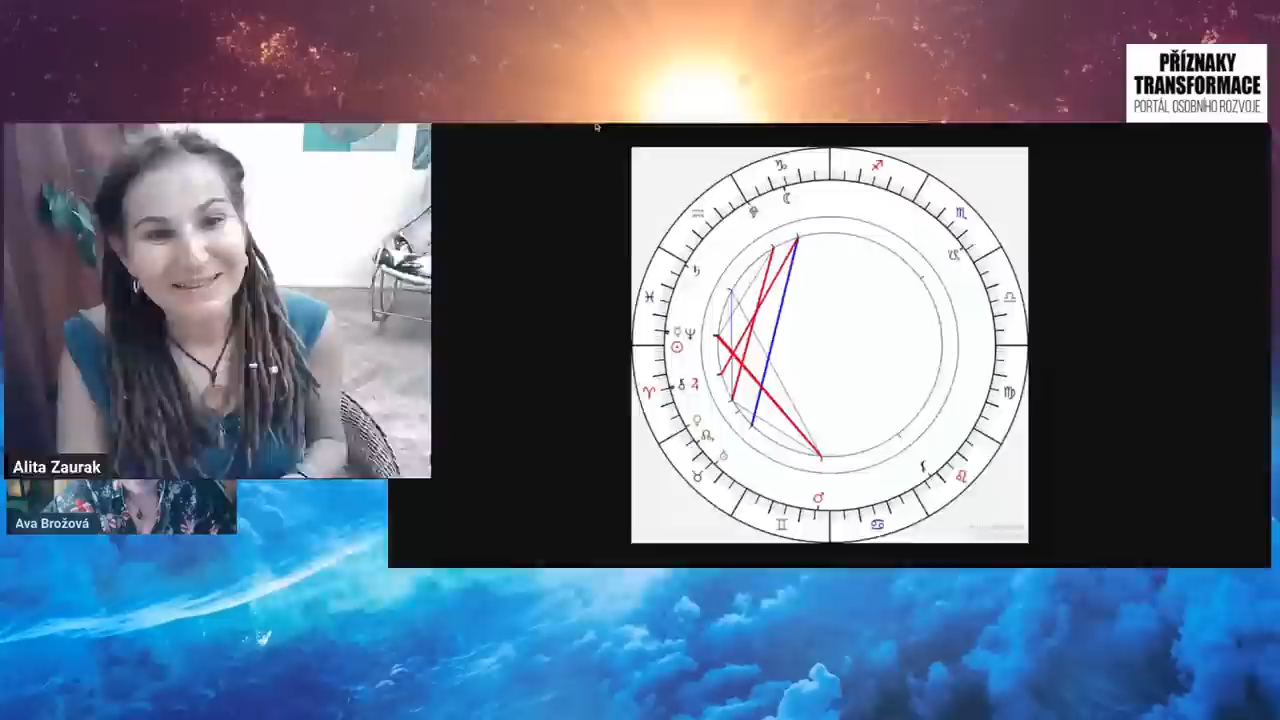 PŘÍZNAKY
TRANSFORMACE
PORTÁL OSOBNÍHO ROZVOJE
Alita Zaurak
Ava Brožová